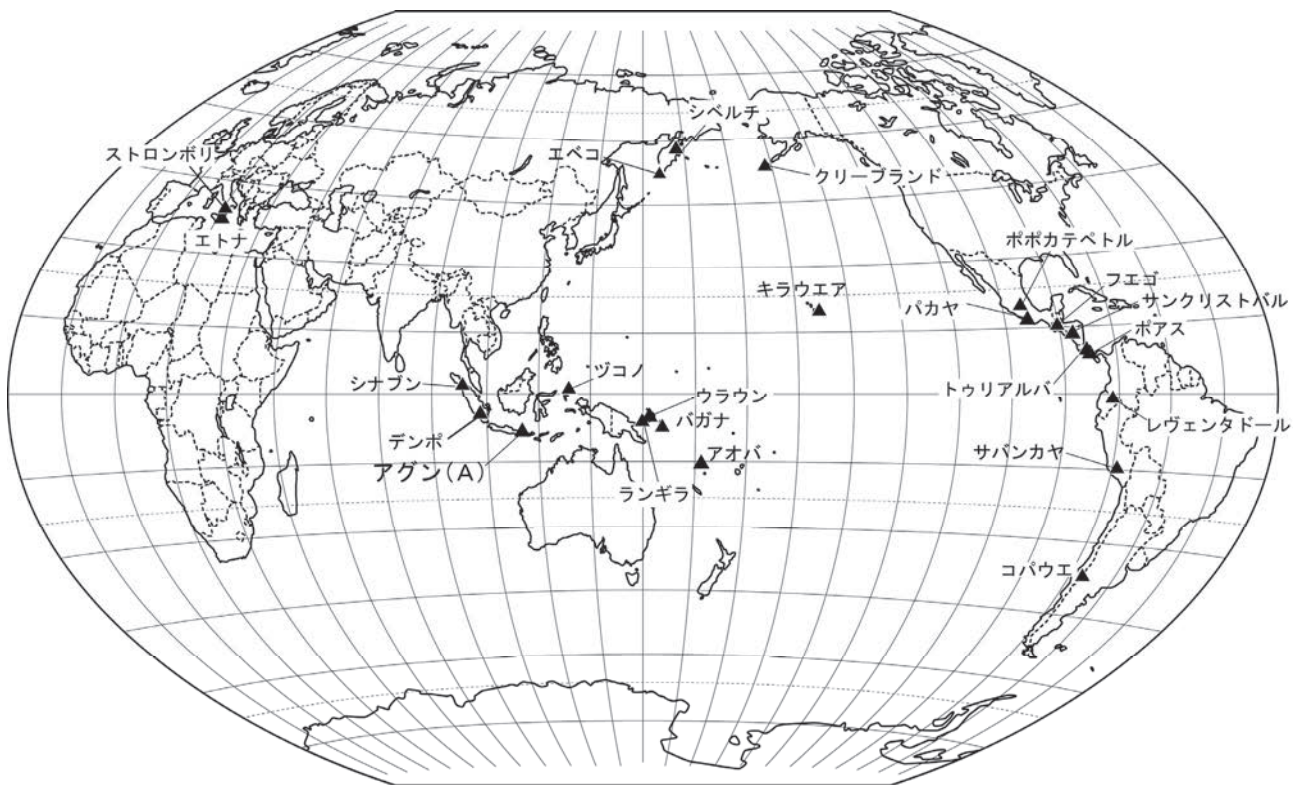 シベルチ
ストロンボリ
エベコ
クリーブランド
エトナ
ポポカテペトル
フエゴ
キラウエア
サンクリストバル
パカヤ
ポアス
シナブン
ヅコノ
トゥリアルバ
ウラウン
バガナ
レヴェンタドール
デンポ
アグン(A)
アオバ
サバンカヤ
ランギラ
コパウエ